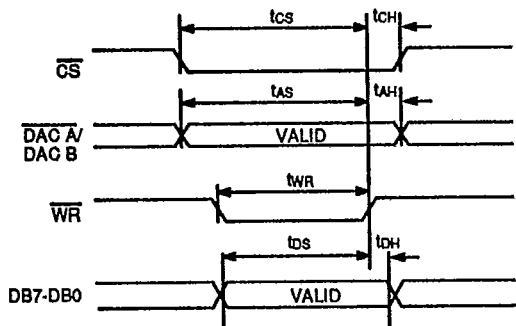 tCS tCH
CS
tAS tAH
DAC A/
DAC B
VALID
tWR
WR
tDS tDH
DB7-DB0
VALID